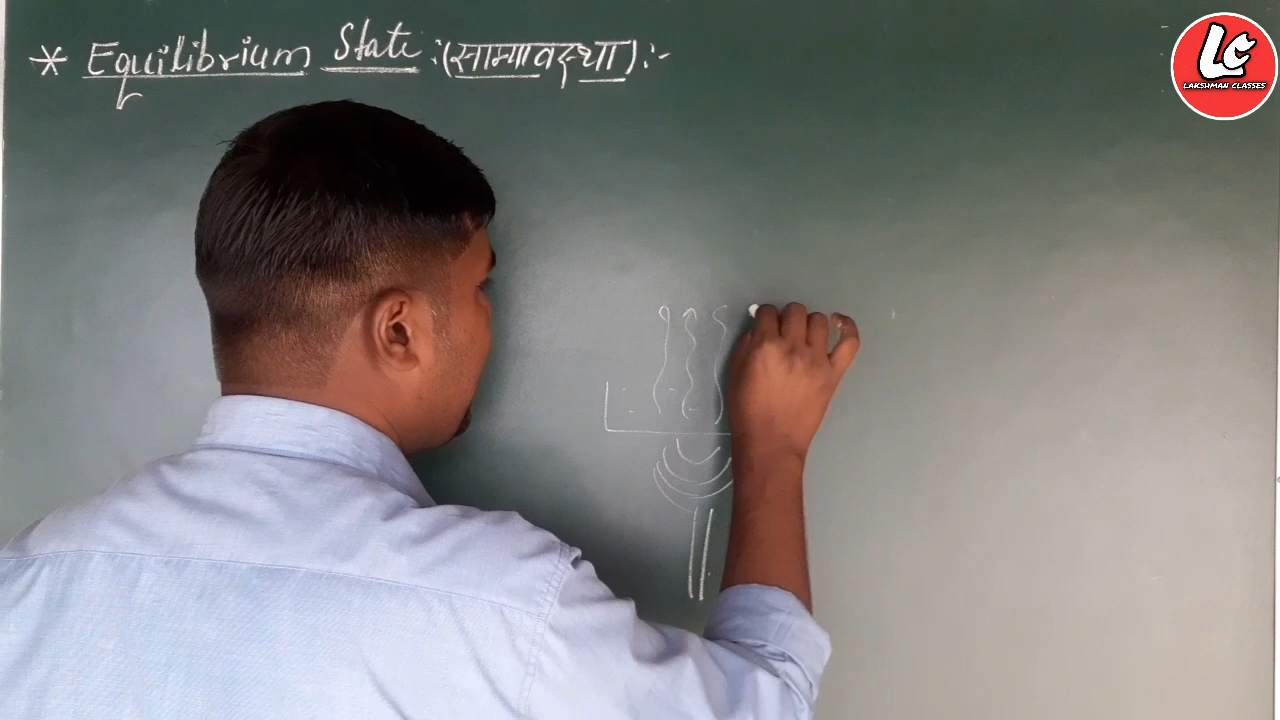 * Equilibrium State :(साम्यावस्था):-
LC
LAKSHMAN CLASSES